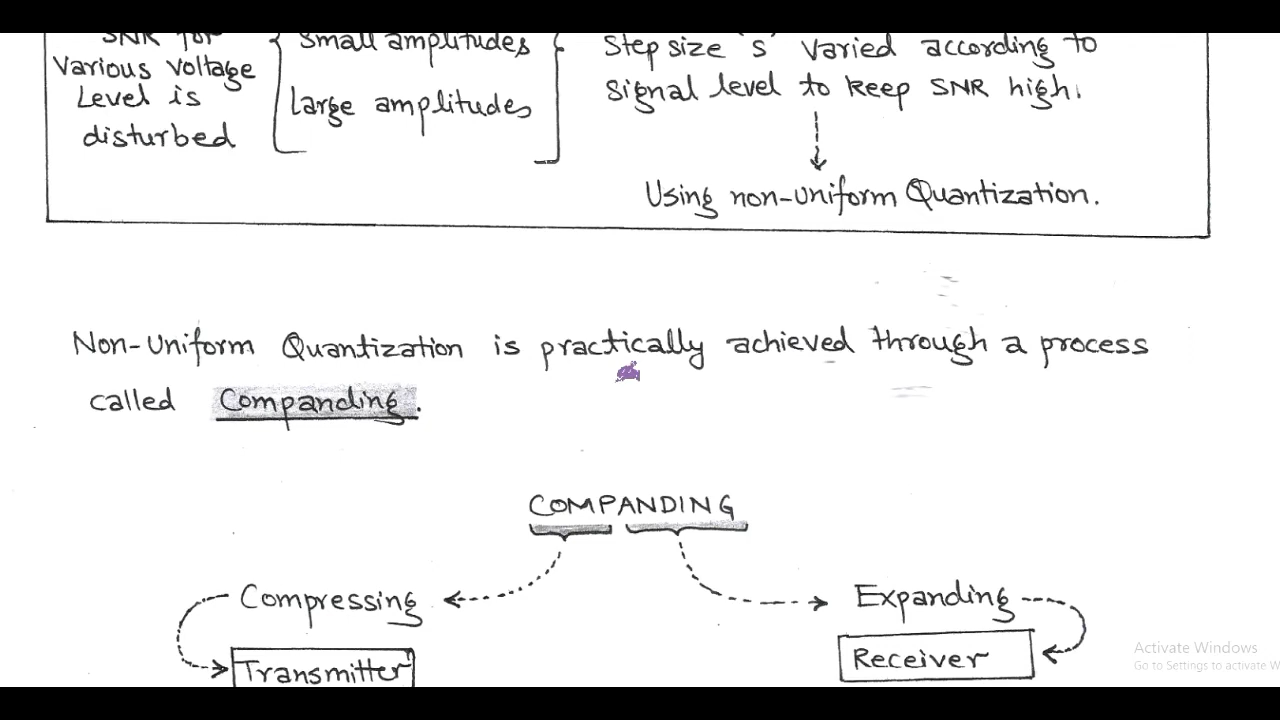 SNR for
various voltage
Level is
disturbed
small amplitudes
Large amplitudes
Step size 's' varied according to
signal level to keep SNR high.
Using non-uniform Quantization.
Non-Uniform Quantization is practically achieved through a process
called Companding.
COMPANDING
Compressing
Expanding
Transmitter
Receiver
Activate Windows
Go to Settings to activate W